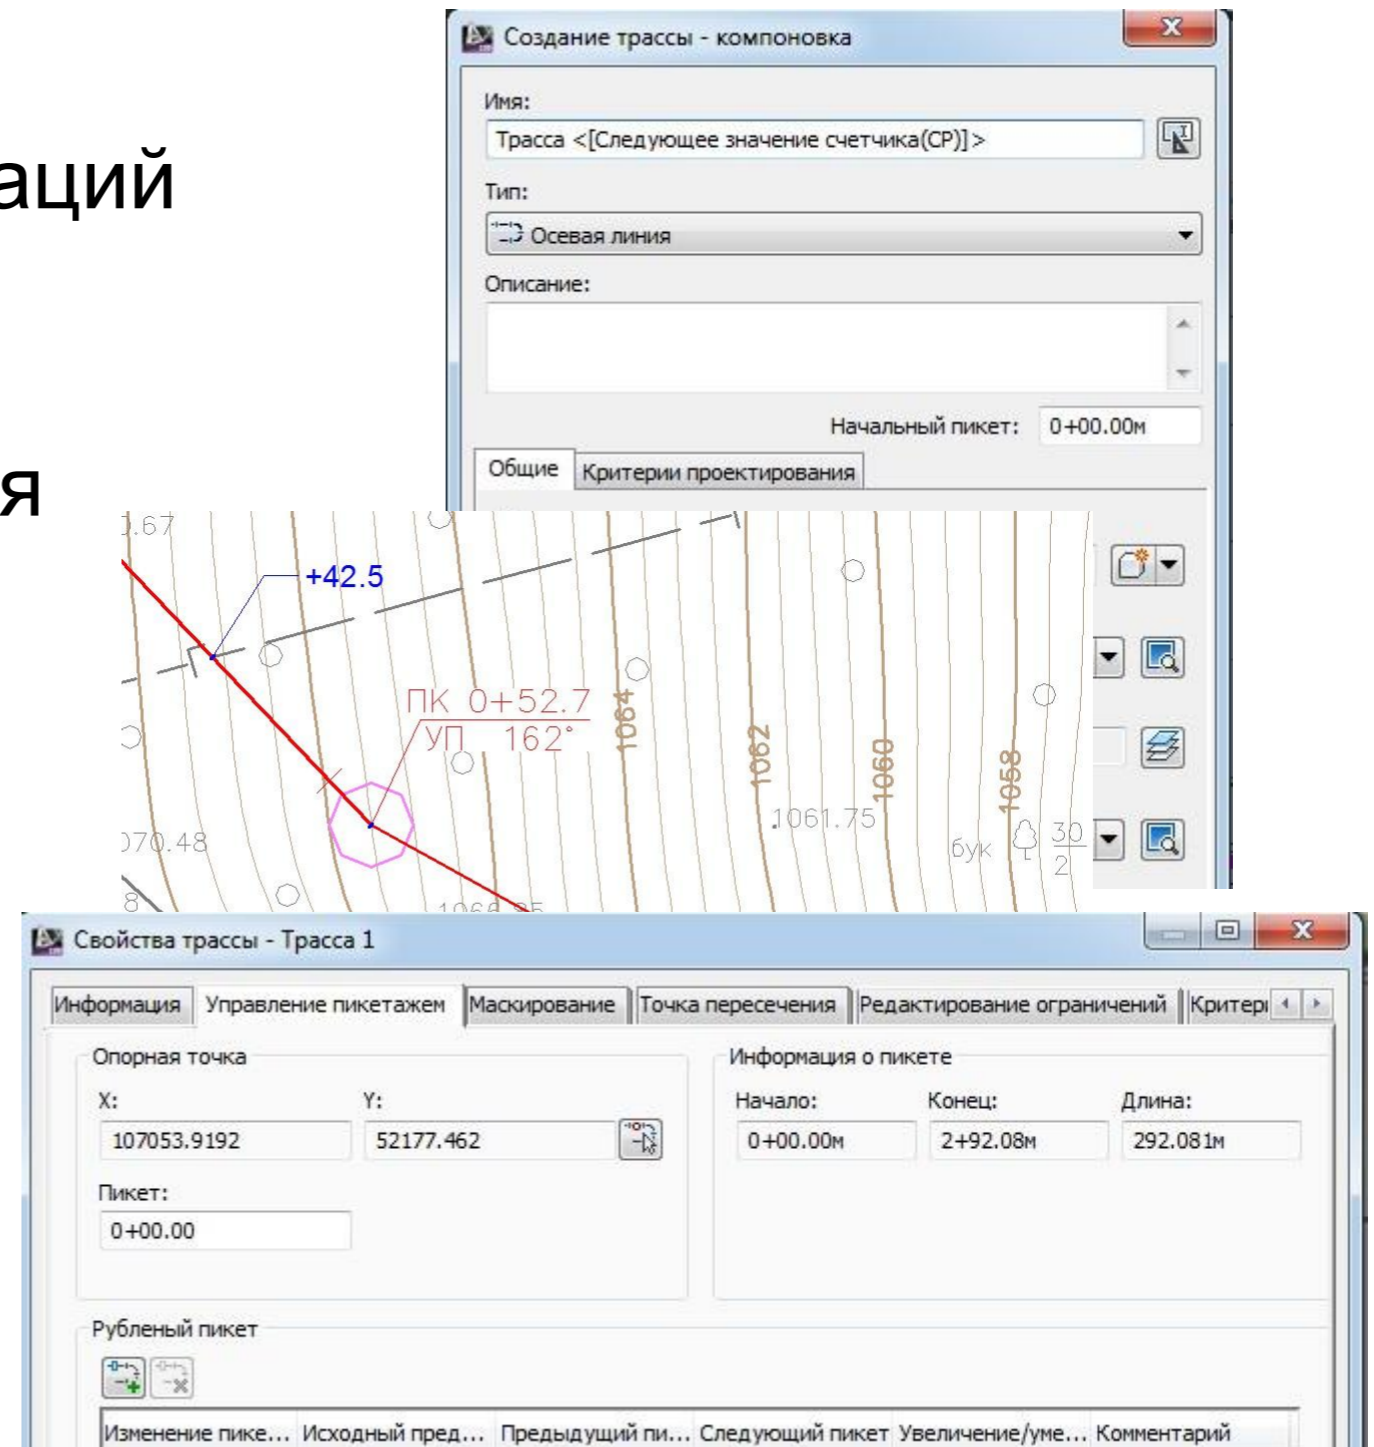 аций
я
Создание трассы - компоновка
Имя:
Трасса <[Следующее значение счетчика(CP)]>
Тип:
Осевая линия
Описание:
Начальный пикет: 0+00.00м
Общие Критерии проектирования
+42.5
ПК 0+52.7
УП 162°
1064
1062
1060
1058
1061.75
бук 30
2
70.48
8
Свойства трассы - Трасса 1
Информация Управление пикетажем Маскирование Точка пересечения Редактирование ограничений Критери
Опорная точка
X: Y:
107053.9192 52177.462
Пикет:
0+00.00
Информация о пикете
Начало: Конец: Длина:
0+00.00м 2+92.08м 292.081м
Рубленый пикет
Изменение пике... Исходный пред... Предыдущий пи... Следующий пикет Увеличение/уме... Комментарий